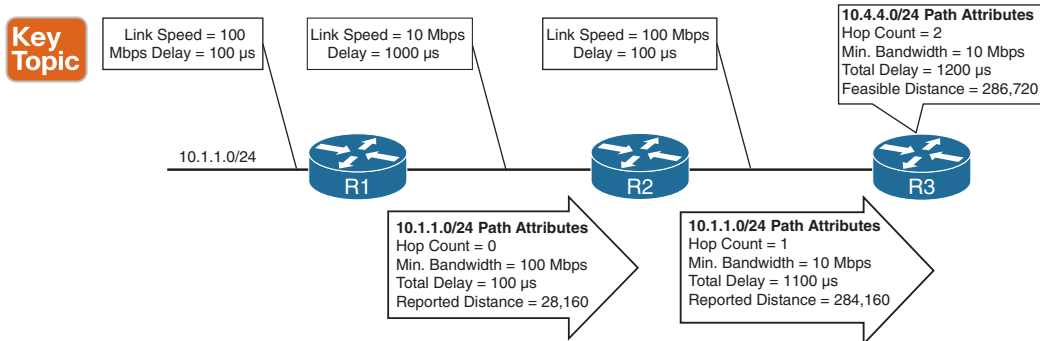 Key
Topic
Link Speed = 100
Mbps Delay = 100 µs
Link Speed = 10 Mbps
Delay = 1000 µs
Link Speed = 100 Mbps
Delay = 100 µs
10.4.4.0/24 Path Attributes
Hop Count = 2
Min. Bandwidth = 10 Mbps
Total Delay = 1200 µs
Feasible Distance = 286,720
10.1.1.0/24
R1
R2
R3
10.1.1.0/24 Path Attributes
Hop Count = 0
Min. Bandwidth = 100 Mbps
Total Delay = 100 µs
Reported Distance = 28,160
10.1.1.0/24 Path Attributes
Hop Count = 1
Min. Bandwidth = 10 Mbps
Total Delay = 1100 µs
Reported Distance = 284,160